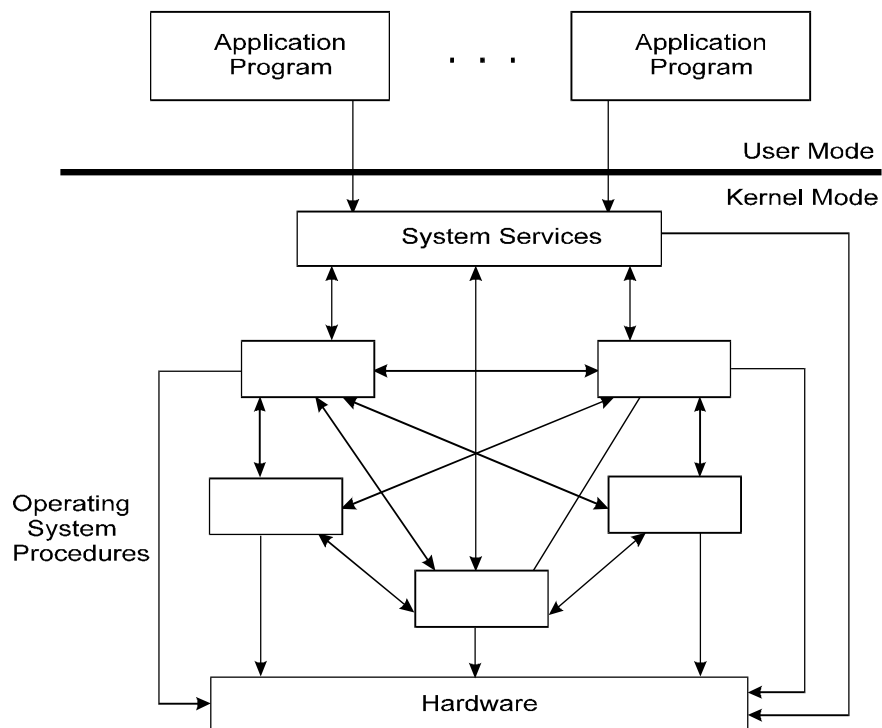 Application
Program
. . .
Application
Program
User Mode
Kernel Mode
System Services
Operating
System
Procedures
Hardware